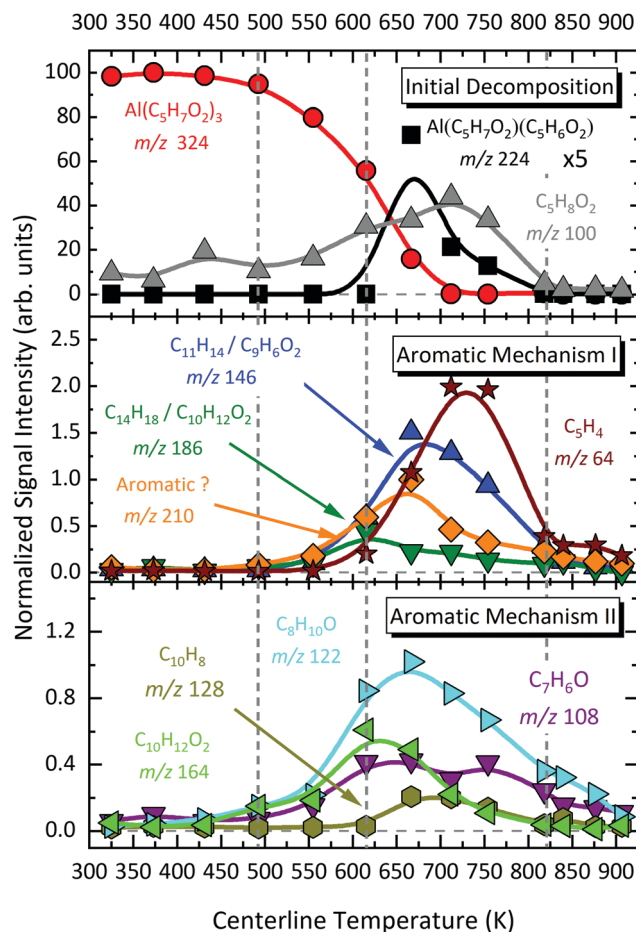 300 350 400 450 500 550 600 650 700 750 800 850 900
Normalized Signal Intensity (arb. units)
100
80
60
40
20
0
Initial Decomposition
Al(C₅H₇O₂)₃
m/z 324
Al(C₅H₇O₂)(C₅H₆O₂)
m/z 224 x5
C₅H₈O₂
m/z 100
2.5
2.0
1.5
1.0
0.5
0.0
Aromatic Mechanism I
C₁₁H₁₄ / C₉H₆O₂
m/z 146
C₁₄H₁₈ / C₁₀H₁₂O₂
m/z 186
Aromatic ?
m/z 210
C₅H₄
m/z 64
1.2
0.8
0.4
0.0
Aromatic Mechanism II
C₈H₁₀O
m/z 122
C₁₀H₈
m/z 128
C₇H₆O
m/z 108
C₁₀H₁₂O₂
m/z 164
300 350 400 450 500 550 600 650 700 750 800 850 900
Centerline Temperature (K)